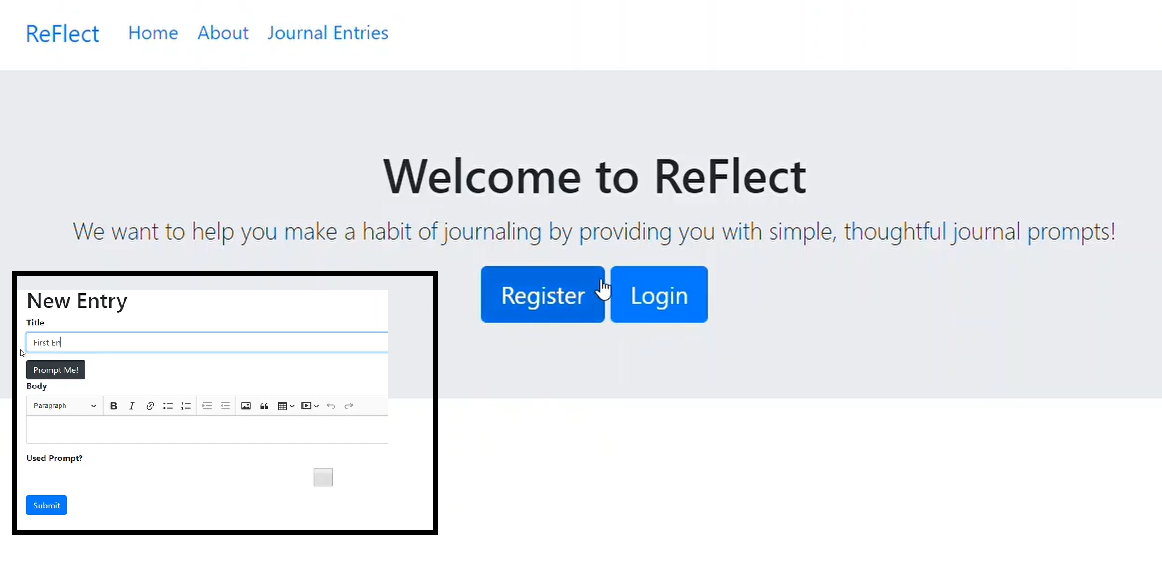 ReFlect Home About Journal Entries
Welcome to ReFlect
We want to help you make a habit of journaling by providing you with simple, thoughtful journal prompts!
Register Login
New Entry
Title
First En
Prompt Me!
Body
Paragraph B I
Used Prompt?
Submit